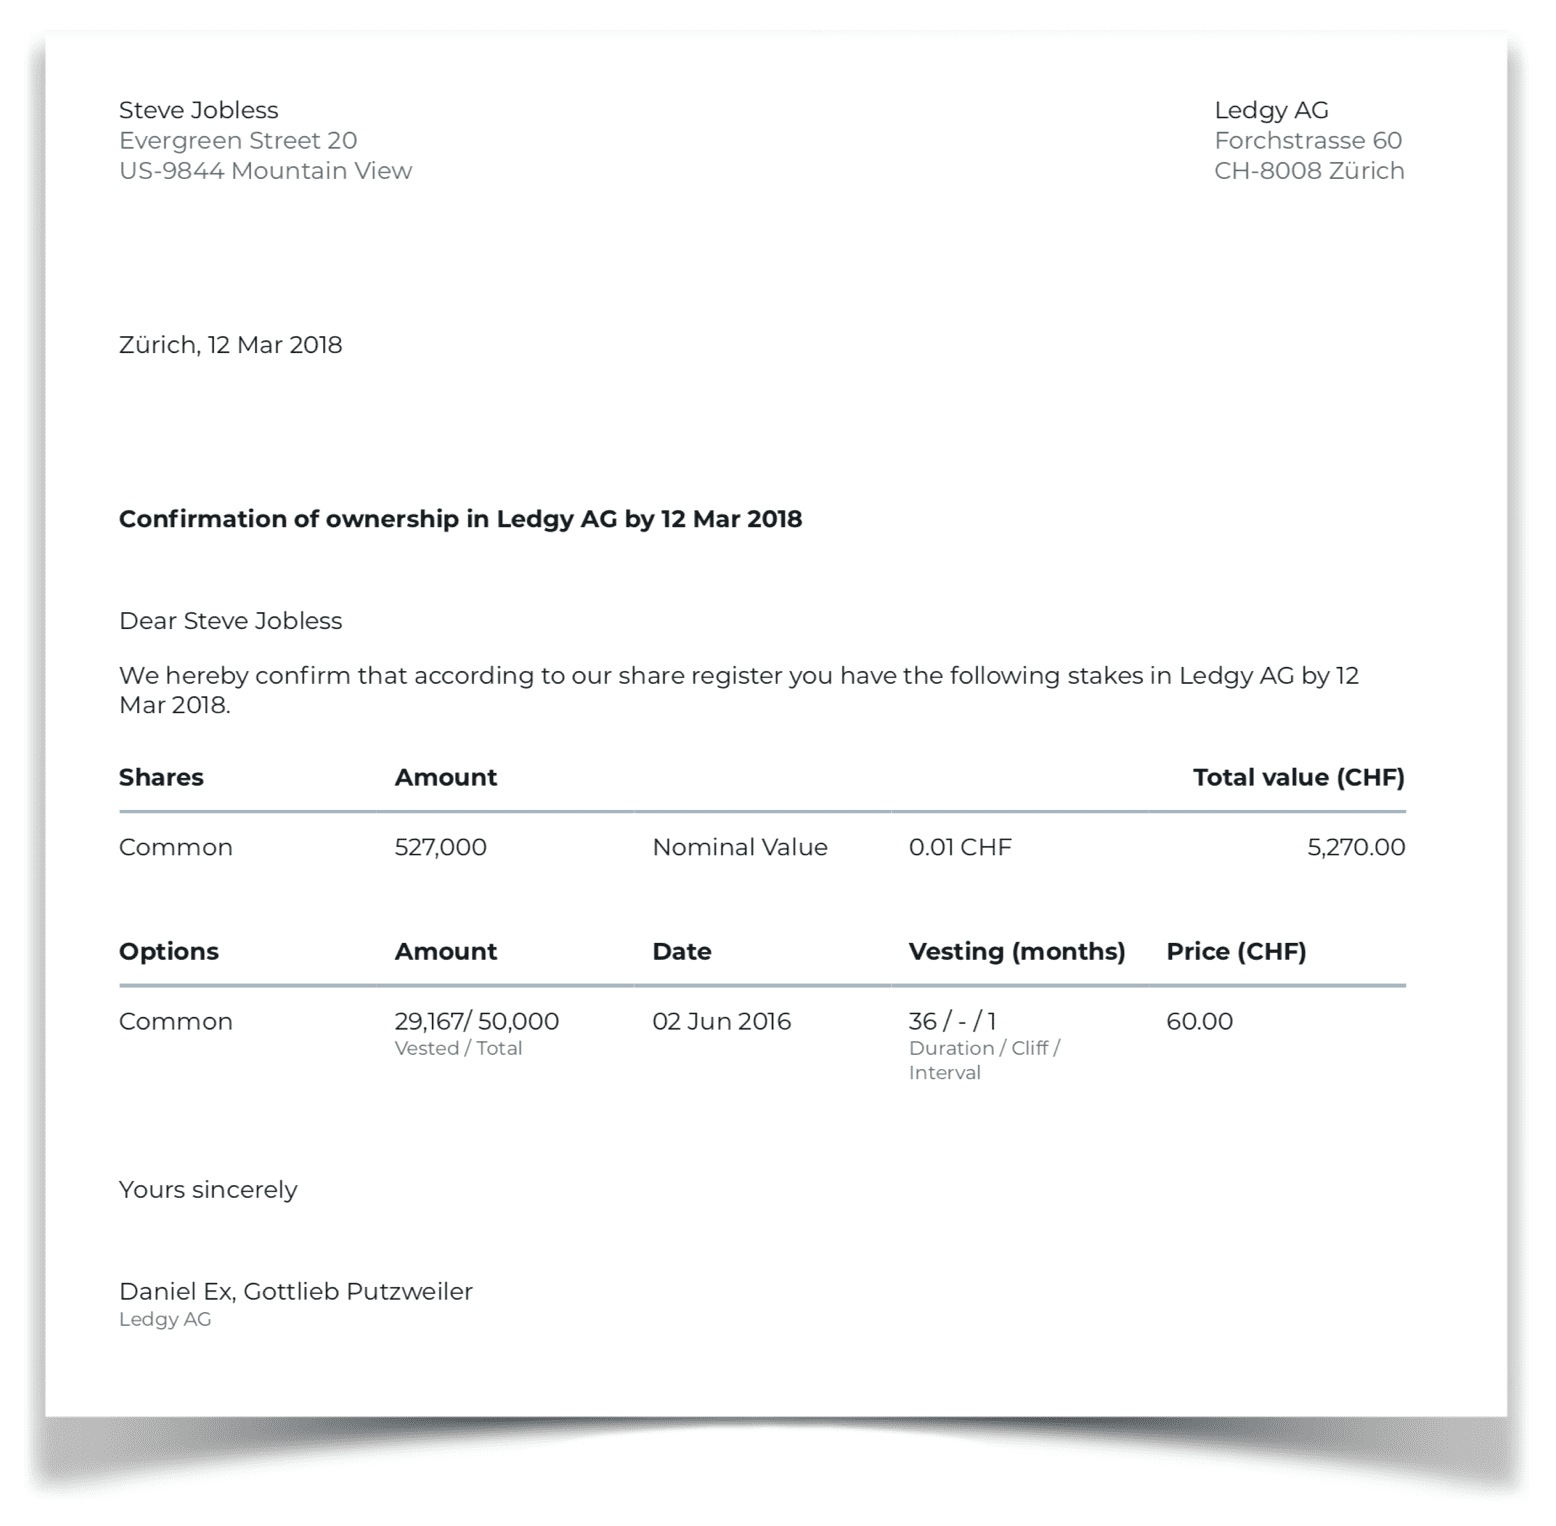 Steve Jobless
Evergreen Street 20
US-9844 Mountain View
Ledgy AG
Forchstrasse 60
CH-8008 Zürich
Zürich, 12 Mar 2018
Confirmation of ownership in Ledgy AG by 12 Mar 2018
Dear Steve Jobless
We hereby confirm that according to our share register you have the following stakes in Ledgy AG by 12
Mar 2018.
Shares Amount Total value (CHF)
Common 527,000 Nominal Value 0.01 CHF 5,270.00
Options Amount Date Vesting (months) Price (CHF)
Common 29,167/ 50,000 02 Jun 2016 36 / - / 1 60.00
Vested / Total Duration / Cliff /
Interval
Yours sincerely
Daniel Ex, Gottlieb Putzweiler
Ledgy AG